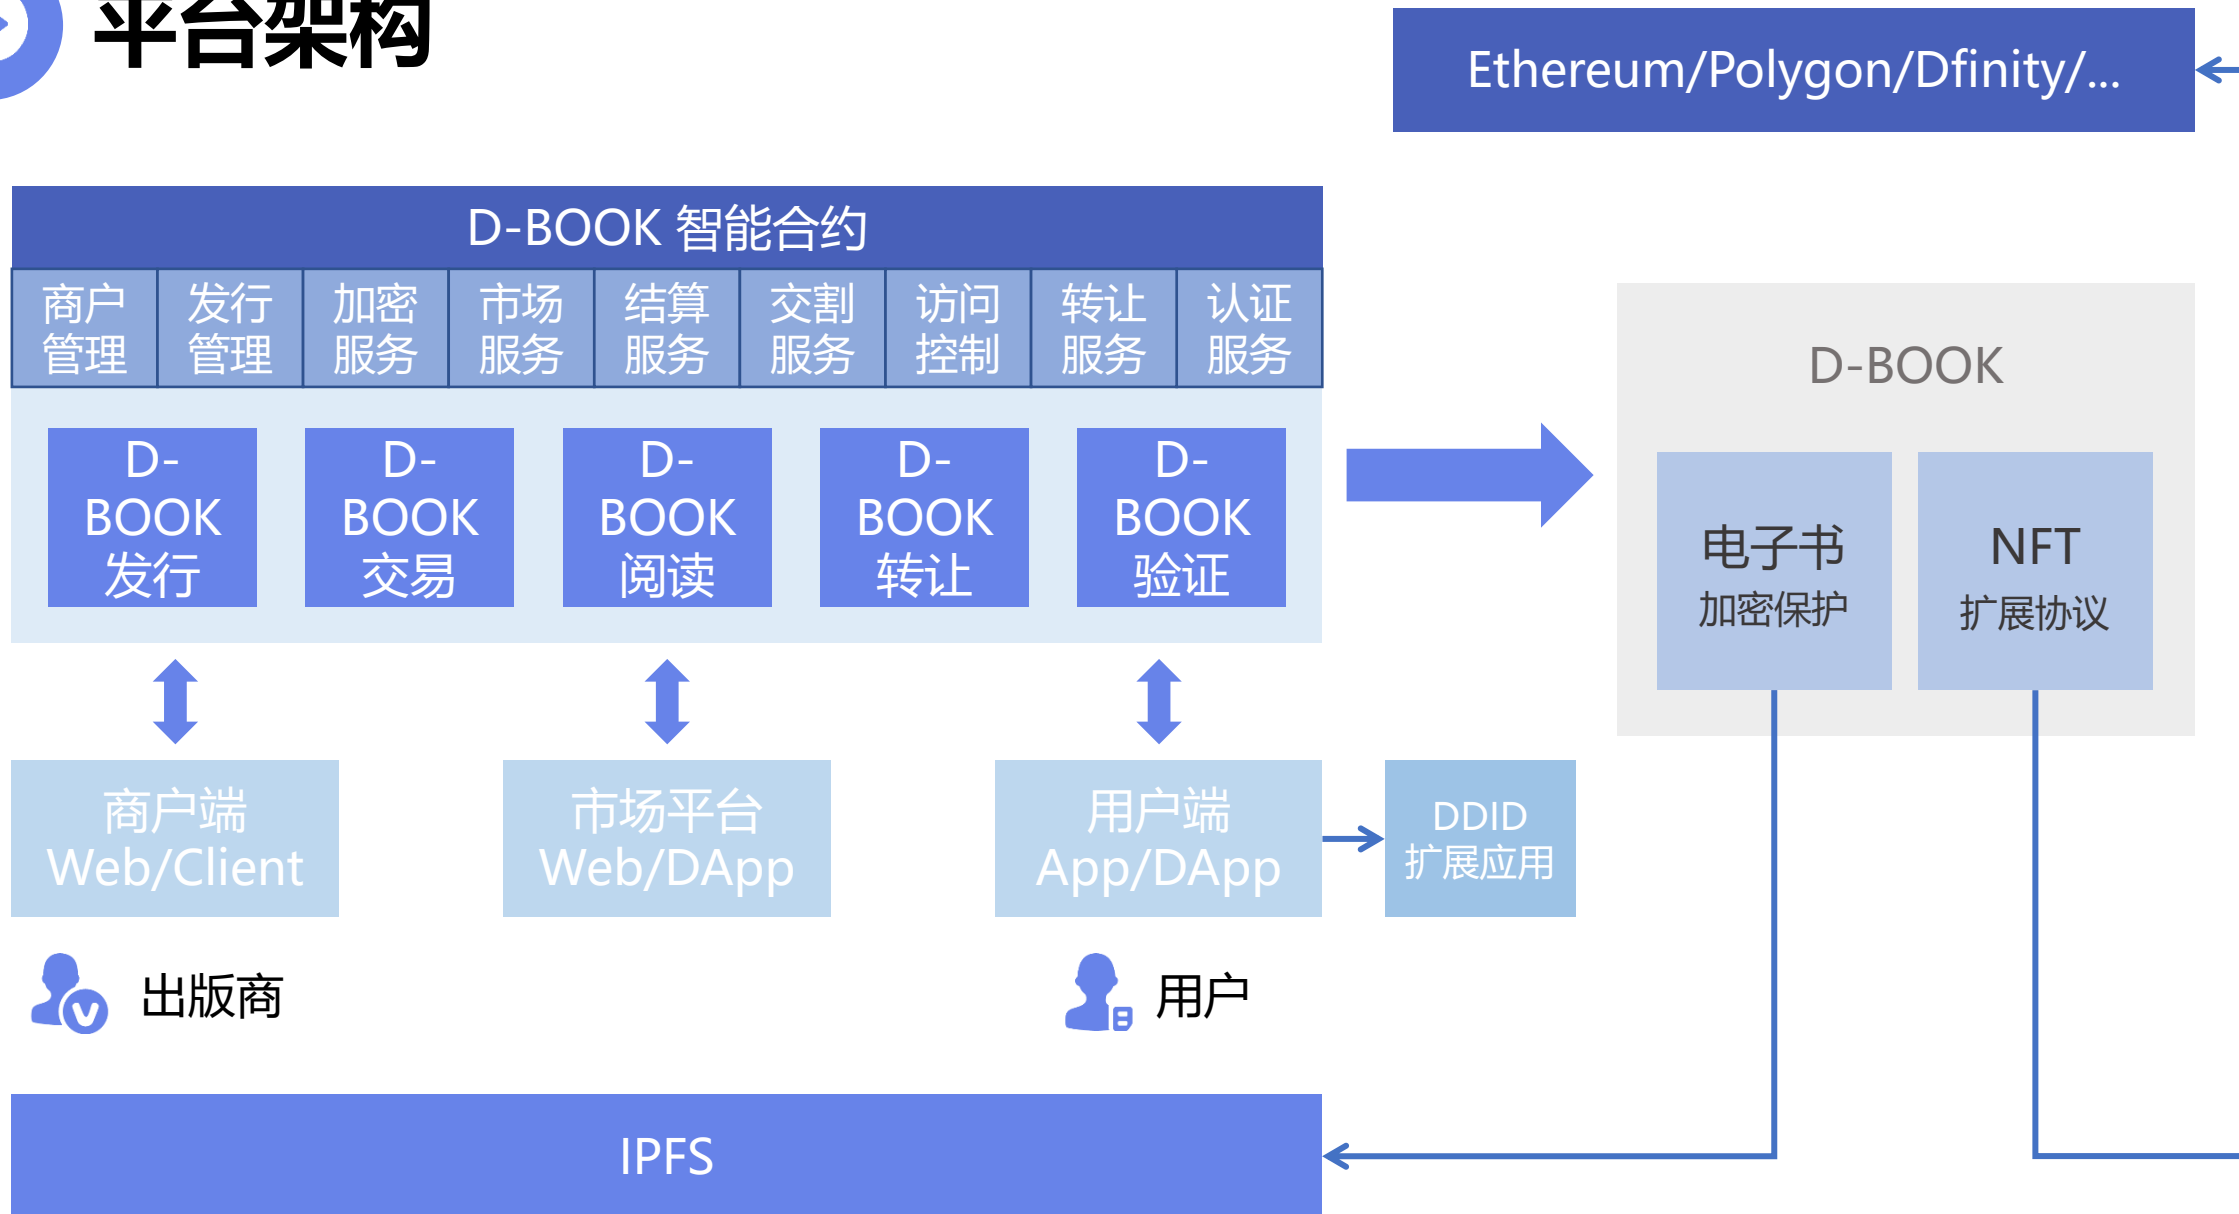 平台架构
Ethereum/Polygon/Dfinity/...
D-BOOK 智能合约
商户
管理
发行
管理
加密
服务
市场
服务
结算
服务
交割
服务
访问
控制
转让
服务
认证
服务
D-
BOOK
发行
D-
BOOK
交易
D-
BOOK
阅读
D-
BOOK
转让
D-
BOOK
验证
D-BOOK
电子书
加密保护
NFT
扩展协议
商户端
Web/Client
市场平台
Web/DApp
用户端
App/DApp
DDID
扩展应用
出版商
用户
IPFS